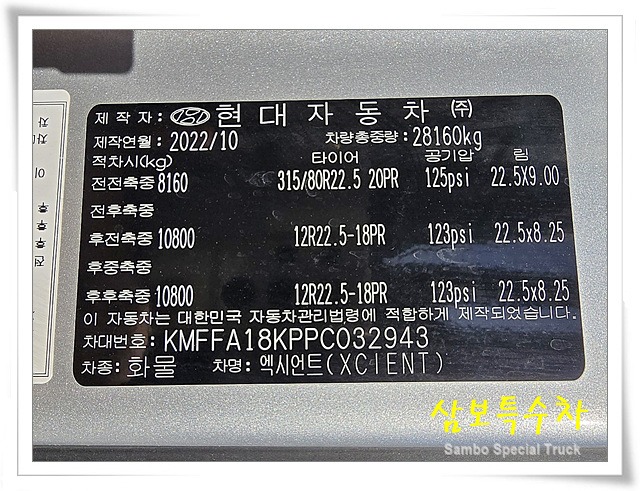 제작자: 현대자동차 ㈜
제작연월: 2022/10 차량총중량: 28160kg
적차시(kg) 타이어 공기압 림
전전축중 8160 315/80R22.5 20PR 125psi 22.5X9.00
전후축중
후전축중 10800 12R22.5-18PR 123psi 22.5x8.25
후중축중
후후축중 10800 12R22.5-18PR 123psi 22.5x8.25
이 자동차는 대한민국 자동차관리법령에 적합하게 제작되었습니다.
차대번호: KMFFA18KPPC032943
차종: 화물 차명: 엑시언트(XCIENT)
삼보특수차
Sambo Special Truck